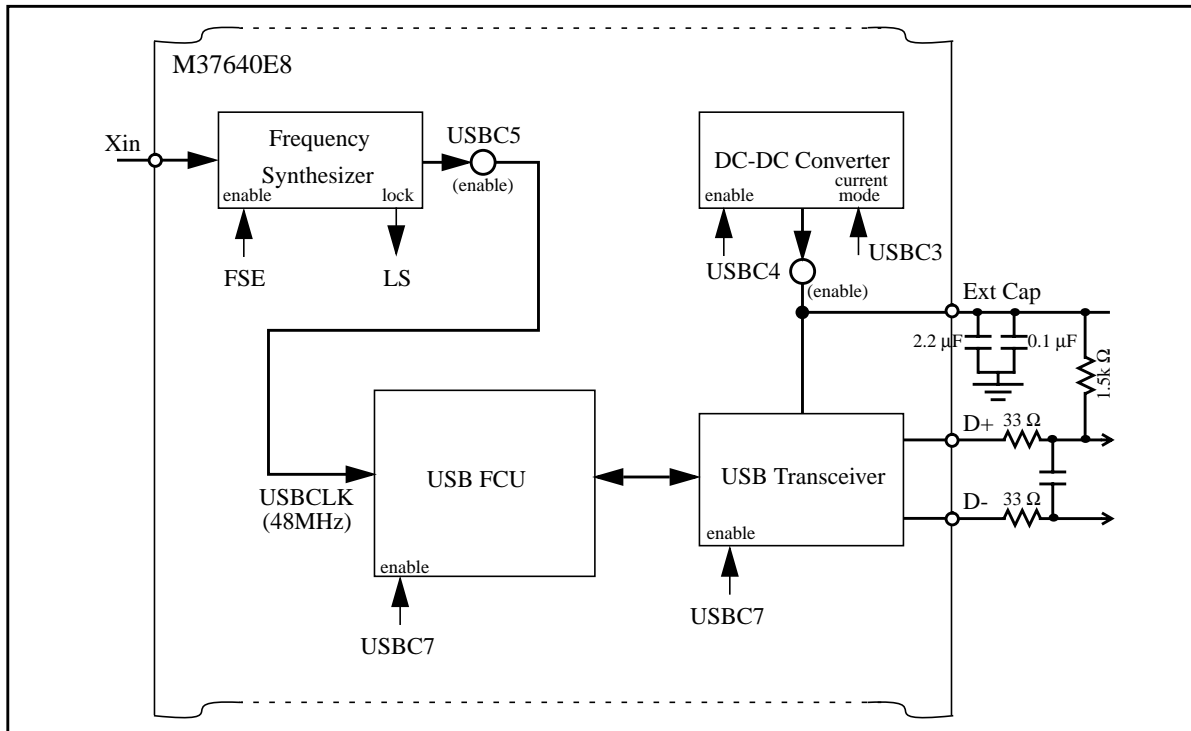 M37640E8
Xin
Frequency
Synthesizer
enable
lock
USBC5
(enable)
FSE
LS
DC-DC Converter
enable
current
mode
USBC4
USBC3
(enable)
Ext Cap
2.2 µF
0.1 µF
1.5k Ω
USBCLK
(48MHz)
USB FCU
enable
USBC7
USB Transceiver
enable
USBC7
D+
33 Ω
D-
33 Ω